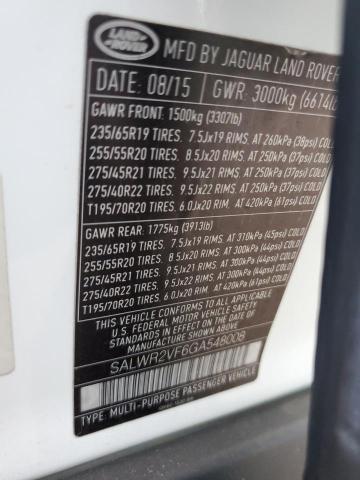 LAND ROVER
MFD BY JAGUAR LAND ROVER
DATE: 08/15 GWR: 3000kg (6614
GAWR FRONT: 1500kg (3307lb)
235/65R19 TIRES. 7.5Jx19 RIMS, AT 260kPa (38psi) COLD
255/55R20 TIRES. 8.5Jx20 RIMS, AT 250kPa (37psi) COLD
275/45R21 TIRES. 9.5Jx21 RIMS, AT 250kPa (37psi) COLD
275/40R22 TIRES. 9.5Jx22 RIMS, AT 250kPa (37psi) COLD
T195/70R20 TIRES. 6.0Jx20 RIMS, AT 420kPa (61psi) COLD
GAWR REAR: 1775kg (3913lb)
235/65R19 TIRES. 7.5Jx19 RIMS, AT 310kPa (45psi) COLD
255/55R20 TIRES. 8.5Jx20 RIMS, AT 300kPa (44psi) COLD
275/45R21 TIRES. 9.5Jx21 RIMS, AT 300kPa (44psi) COLD
275/40R22 TIRES. 9.5Jx22 RIMS, AT 300kPa (44psi) COLD
T195/70R20 TIRES. 6.0Jx20 RIMS, AT 420kPa (61psi) COLD
THIS VEHICLE CONFORMS TO ALL APPLICABLE
FEDERAL MOTOR VEHICLE SAFETY AND
THEFT PREVENTION STANDARDS IN EFFECT ON
THE DATE OF MANUFACTURE SHOWN ABOVE
SALWR2VF6GA548008
TYPE: MULTI-PURPOSE PASSENGER VEHICLE